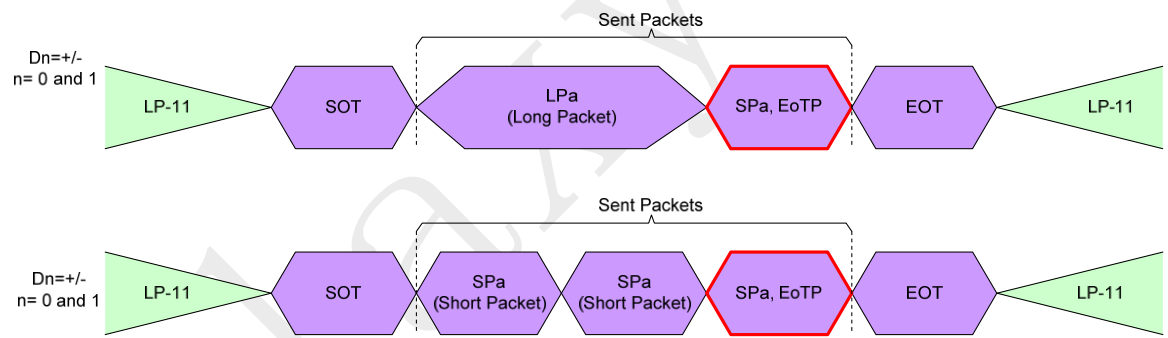 Sent Packets
Dn=+/-
n= 0 and 1
LP-11
SOT
LPa
(Long Packet)
SPa, EoTP
EOT
LP-11
Sent Packets
Dn=+/-
n= 0 and 1
LP-11
SOT
SPa
(Short Packet)
SPa
(Short Packet)
SPa, EoTP
EOT
LP-11